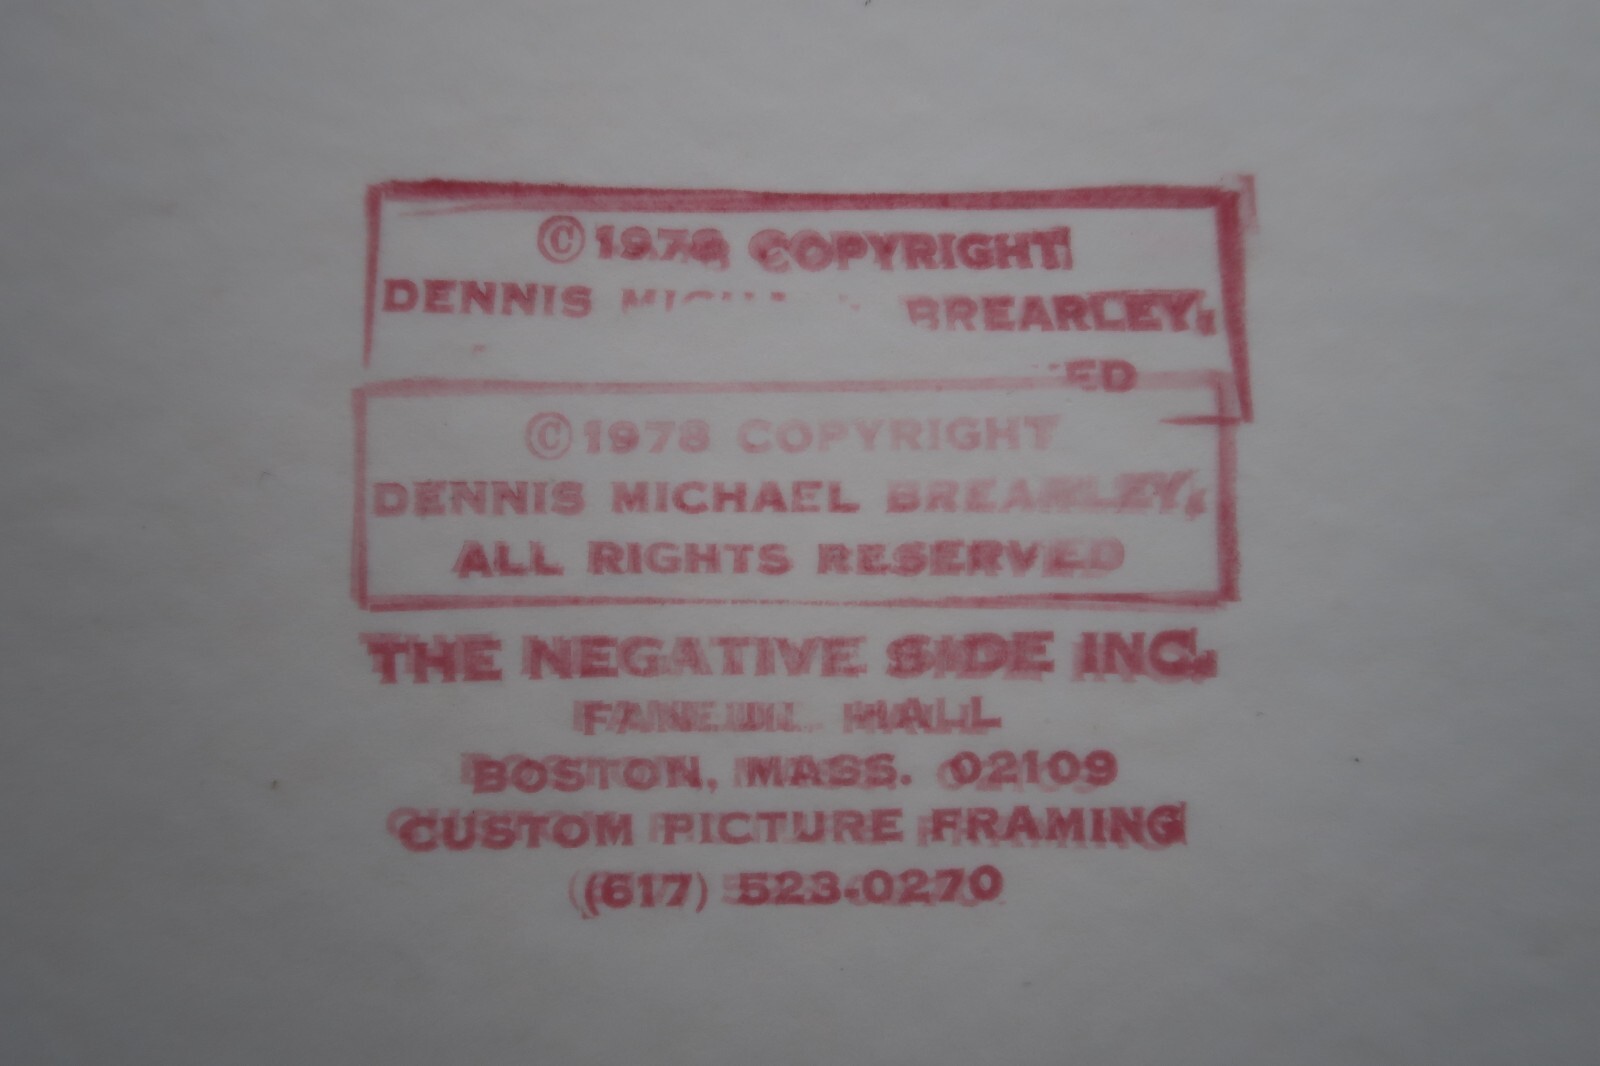 © 1978 COPYRIGHT
DENNIS BREARLEY,
© 1978 COPYRIGHT
DENNIS MICHAEL BREARLEY,
ALL RIGHTS RESERVED
THE NEGATIVE SIDE INC.
FANEUIL HALL
BOSTON, MASS. 02109
CUSTOM PICTURE FRAMING
(617) 523-0270